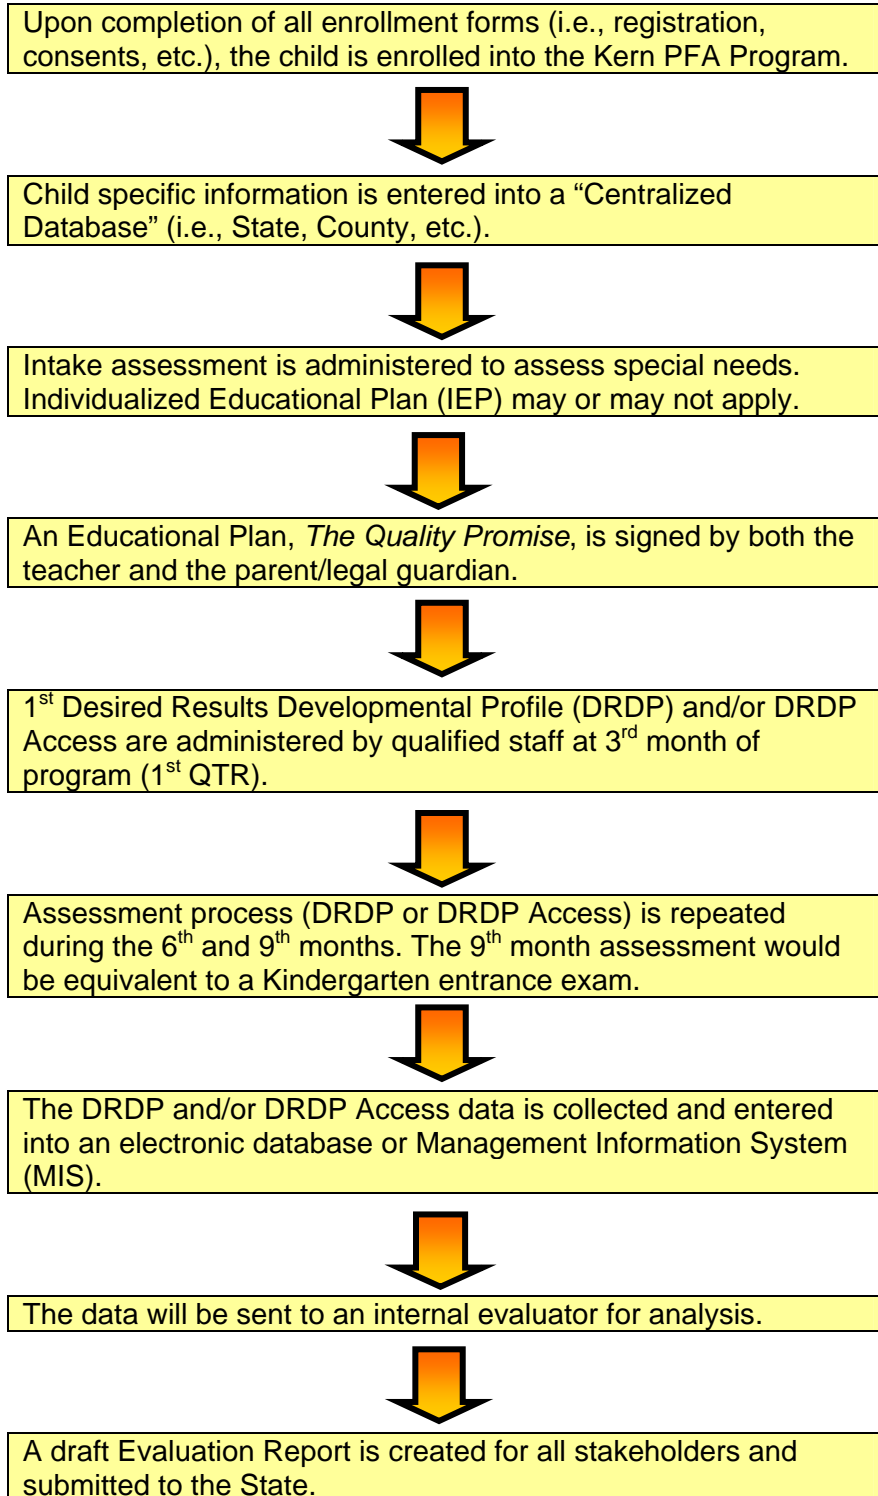 Upon completion of all enrollment forms (i.e., registration,
consents, etc.), the child is enrolled into the Kern PFA Program.
Child specific information is entered into a “Centralized
Database” (i.e., State, County, etc.).
Intake assessment is administered to assess special needs.
Individualized Educational Plan (IEP) may or may not apply.
An Educational Plan, The Quality Promise, is signed by both the
teacher and the parent/legal guardian.
1st Desired Results Developmental Profile (DRDP) and/or DRDP
Access are administered by qualified staff at 3rd month of
program (1st QTR).
Assessment process (DRDP or DRDP Access) is repeated
during the 6th and 9th months. The 9th month assessment would
be equivalent to a Kindergarten entrance exam.
The DRDP and/or DRDP Access data is collected and entered
into an electronic database or Management Information System
(MIS).
The data will be sent to an internal evaluator for analysis.
A draft Evaluation Report is created for all stakeholders and
submitted to the State.